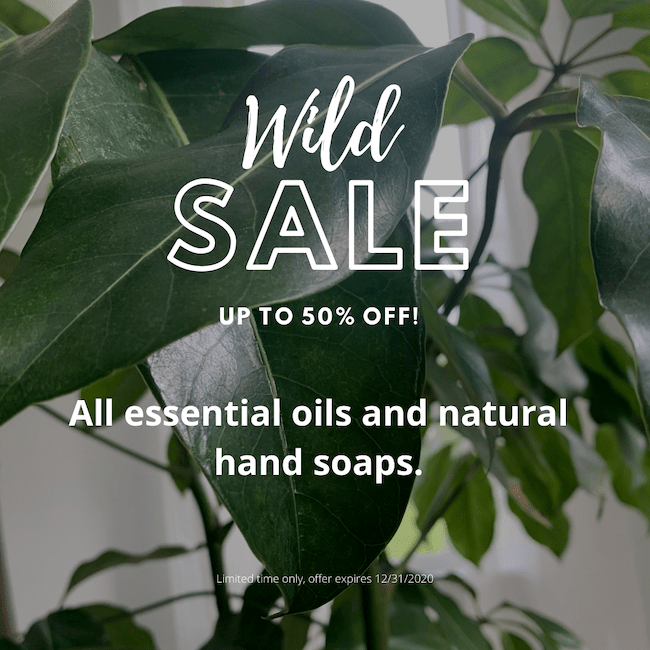 Wild
SALE
UP TO 50% OFF!
All essential oils and natural
hand soaps.
Limited time only, offer expires 12/31/2020